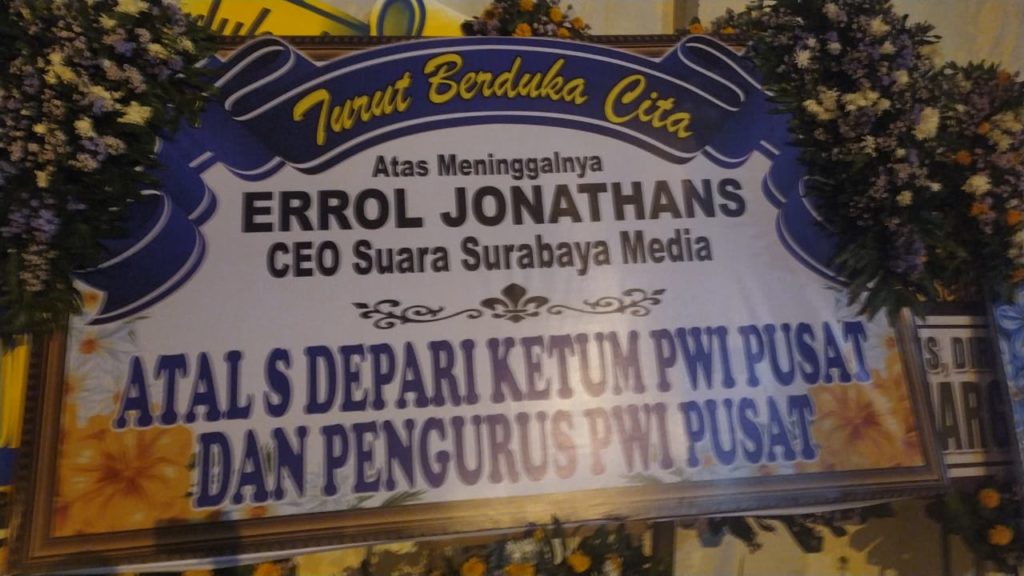 Turut Berduka Cita
Atas Meninggalnya
ERROL JONATHANS
CEO Suara Surabaya Media
ATAL S DEPARI KETUM PWI PUSAT
DAN PENGURUS PWI PUSAT